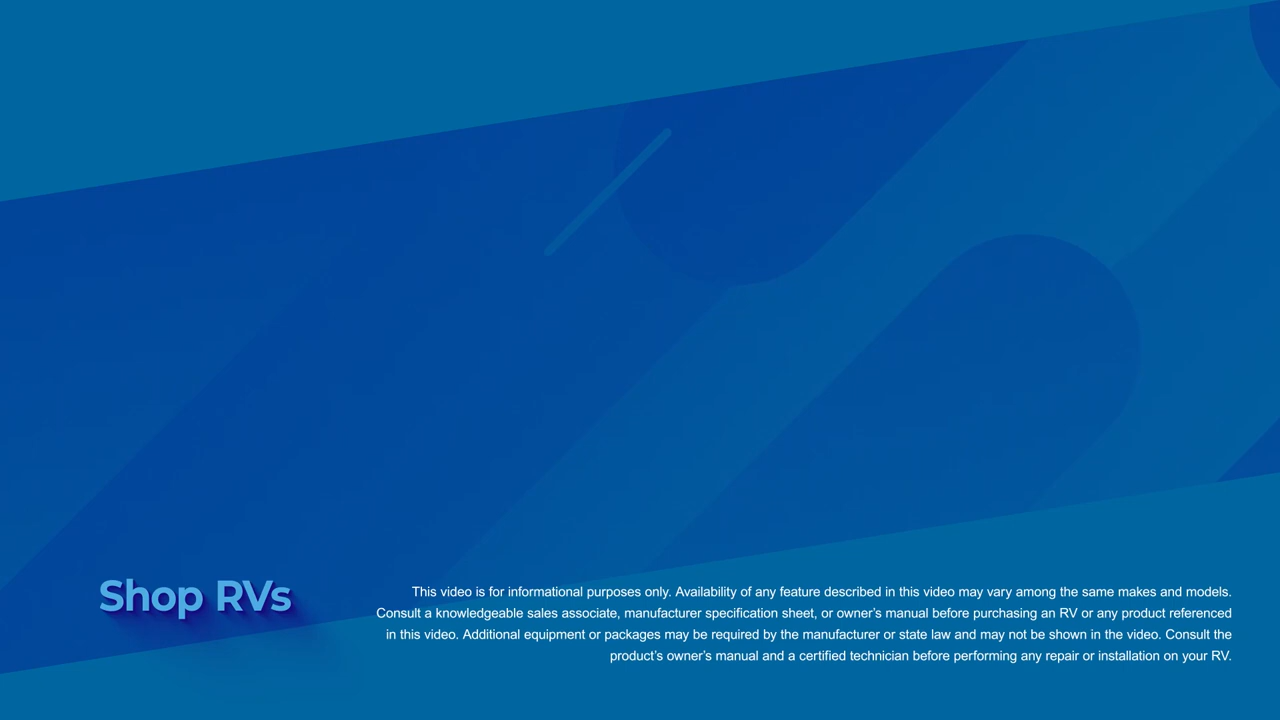 Shop RVs
This video is for informational purposes only. Availability of any feature described in this video may vary among the same makes and models.
Consult a knowledgeable sales associate, manufacturer specification sheet, or owner’s manual before purchasing an RV or any product referenced
in this video. Additional equipment or packages may be required by the manufacturer or state law and may not be shown in the video. Consult the
product’s owner’s manual and a certified technician before performing any repair or installation on your RV.